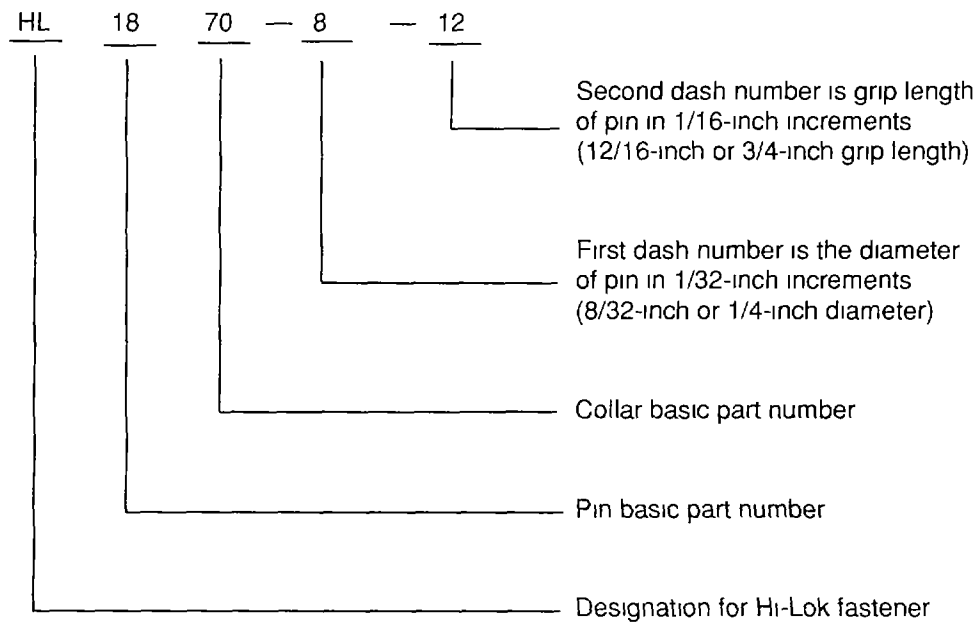 HL 18 70 — 8 — 12
Second dash number is grip length
of pin in 1/16-inch increments
(12/16-inch or 3/4-inch grip length)
First dash number is the diameter
of pin in 1/32-inch increments
(8/32-inch or 1/4-inch diameter)
Collar basic part number
Pin basic part number
Designation for Hi-Lok fastener